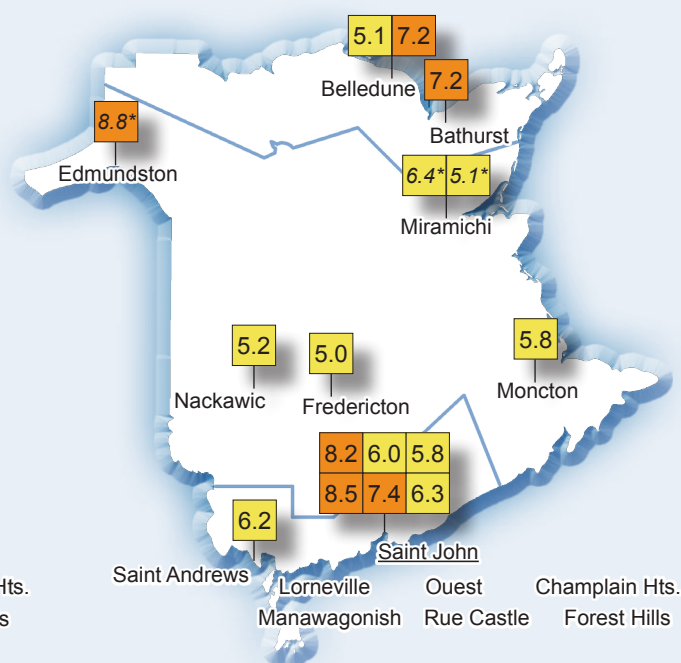 5.1 7.2
Belledune
7.2
Bathurst
8.8*
Edmundston
6.4* 5.1*
Miramichi
5.2
Nackawic
5.0
Fredericton
5.8
Moncton
8.2 6.0 5.8
8.5 7.4 6.3
Saint John
6.2
Saint Andrews
Hts.
Lorneville Ouest Champlain Hts.
s
Manawagonish Rue Castle Forest Hills